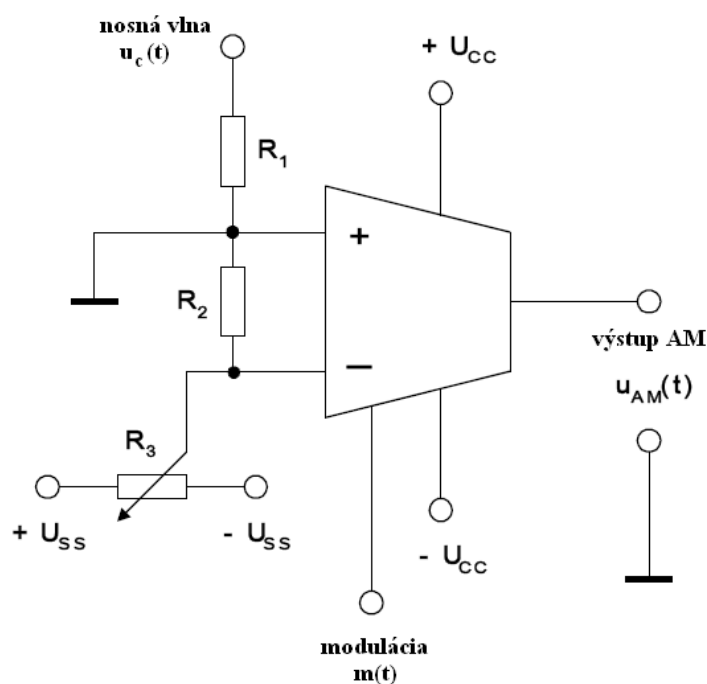 nosná vlna
u_c(t)
+ U_CC
R_1
+
R_2
−
výstup AM
u_AM(t)
R_3
+ U_SS
- U_SS
- U_CC
modulácia
m(t)